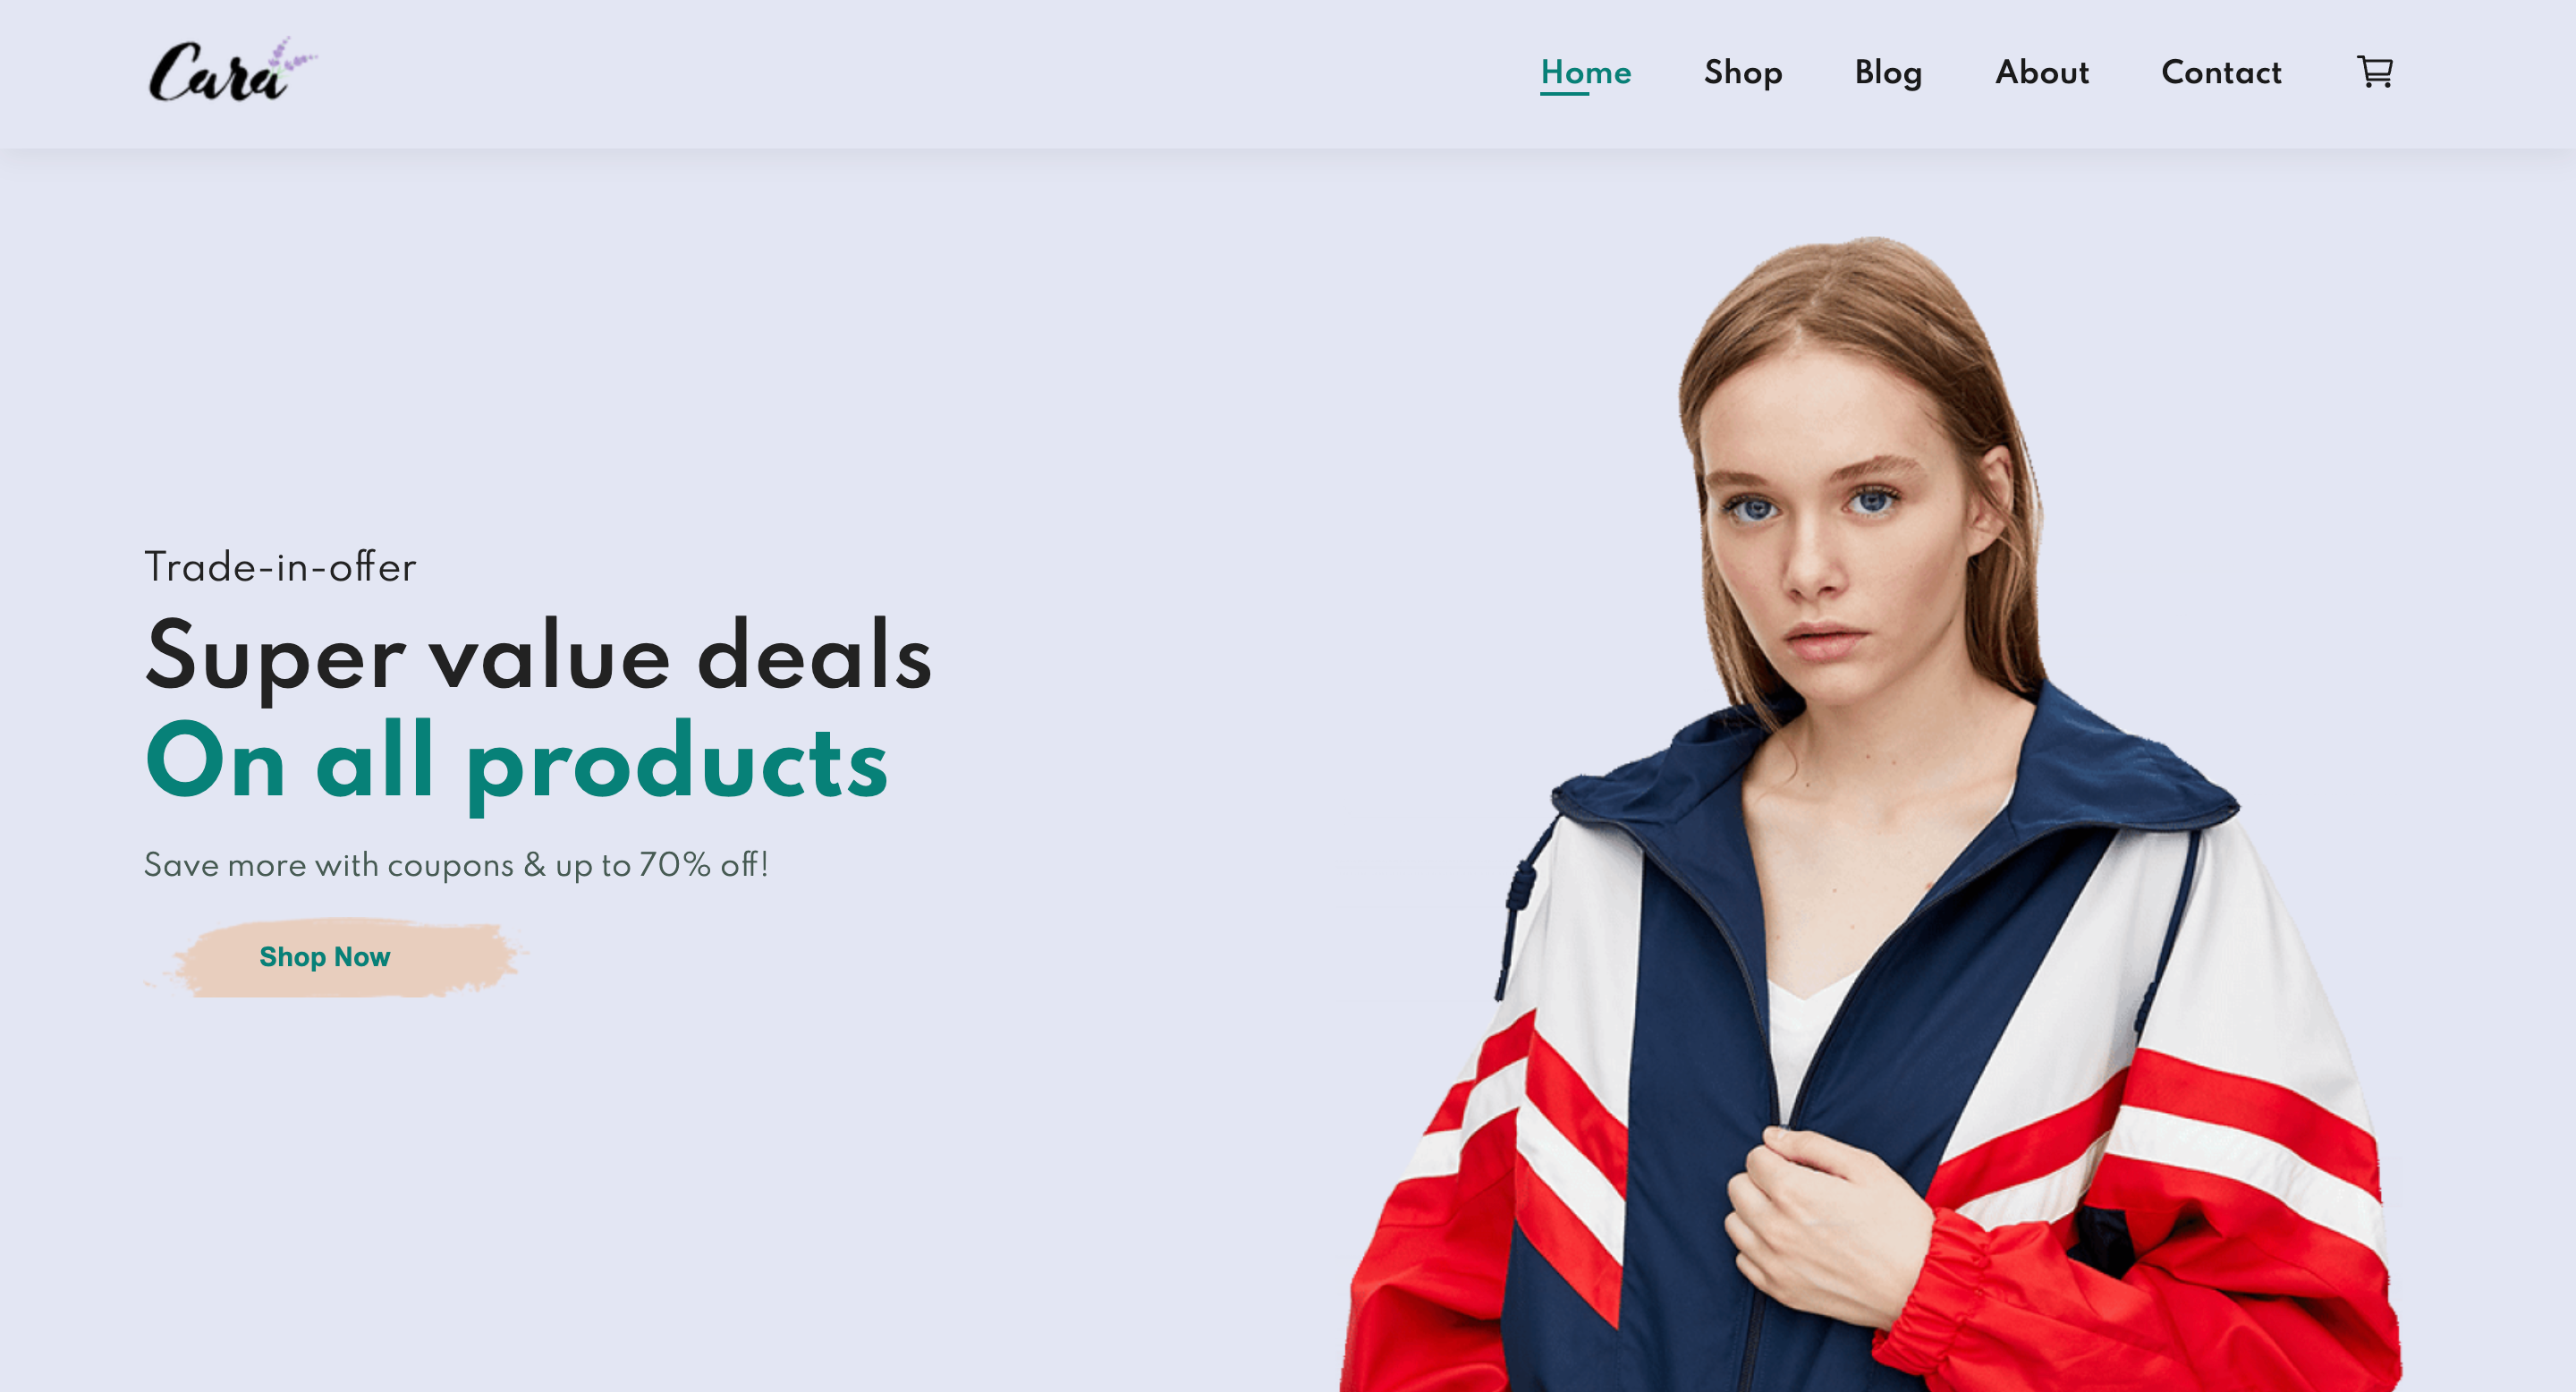 Cara
Home Shop Blog About Contact
Trade-in-offer
Super value deals
On all products
Save more with coupons & up to 70% off!
Shop Now